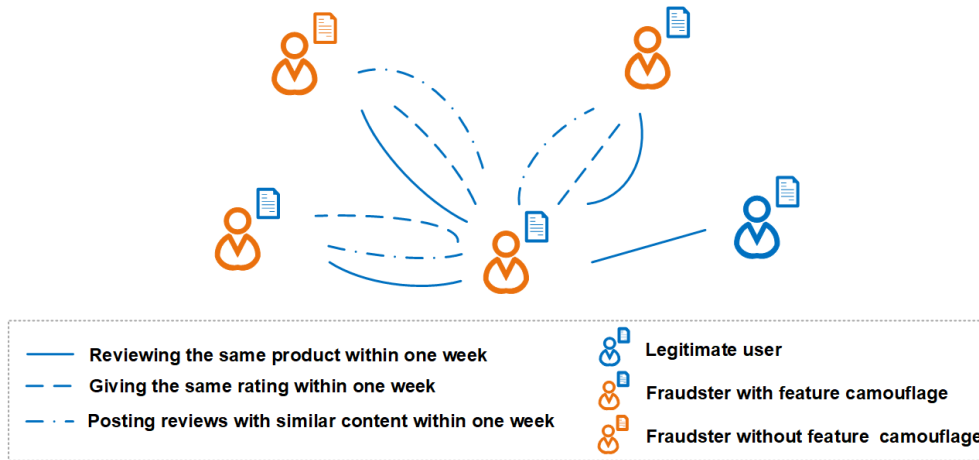 Reviewing the same product within one week
Giving the same rating within one week
Posting reviews with similar content within one week
Legitimate user
Fraudster with feature camouflage
Fraudster without feature camouflage